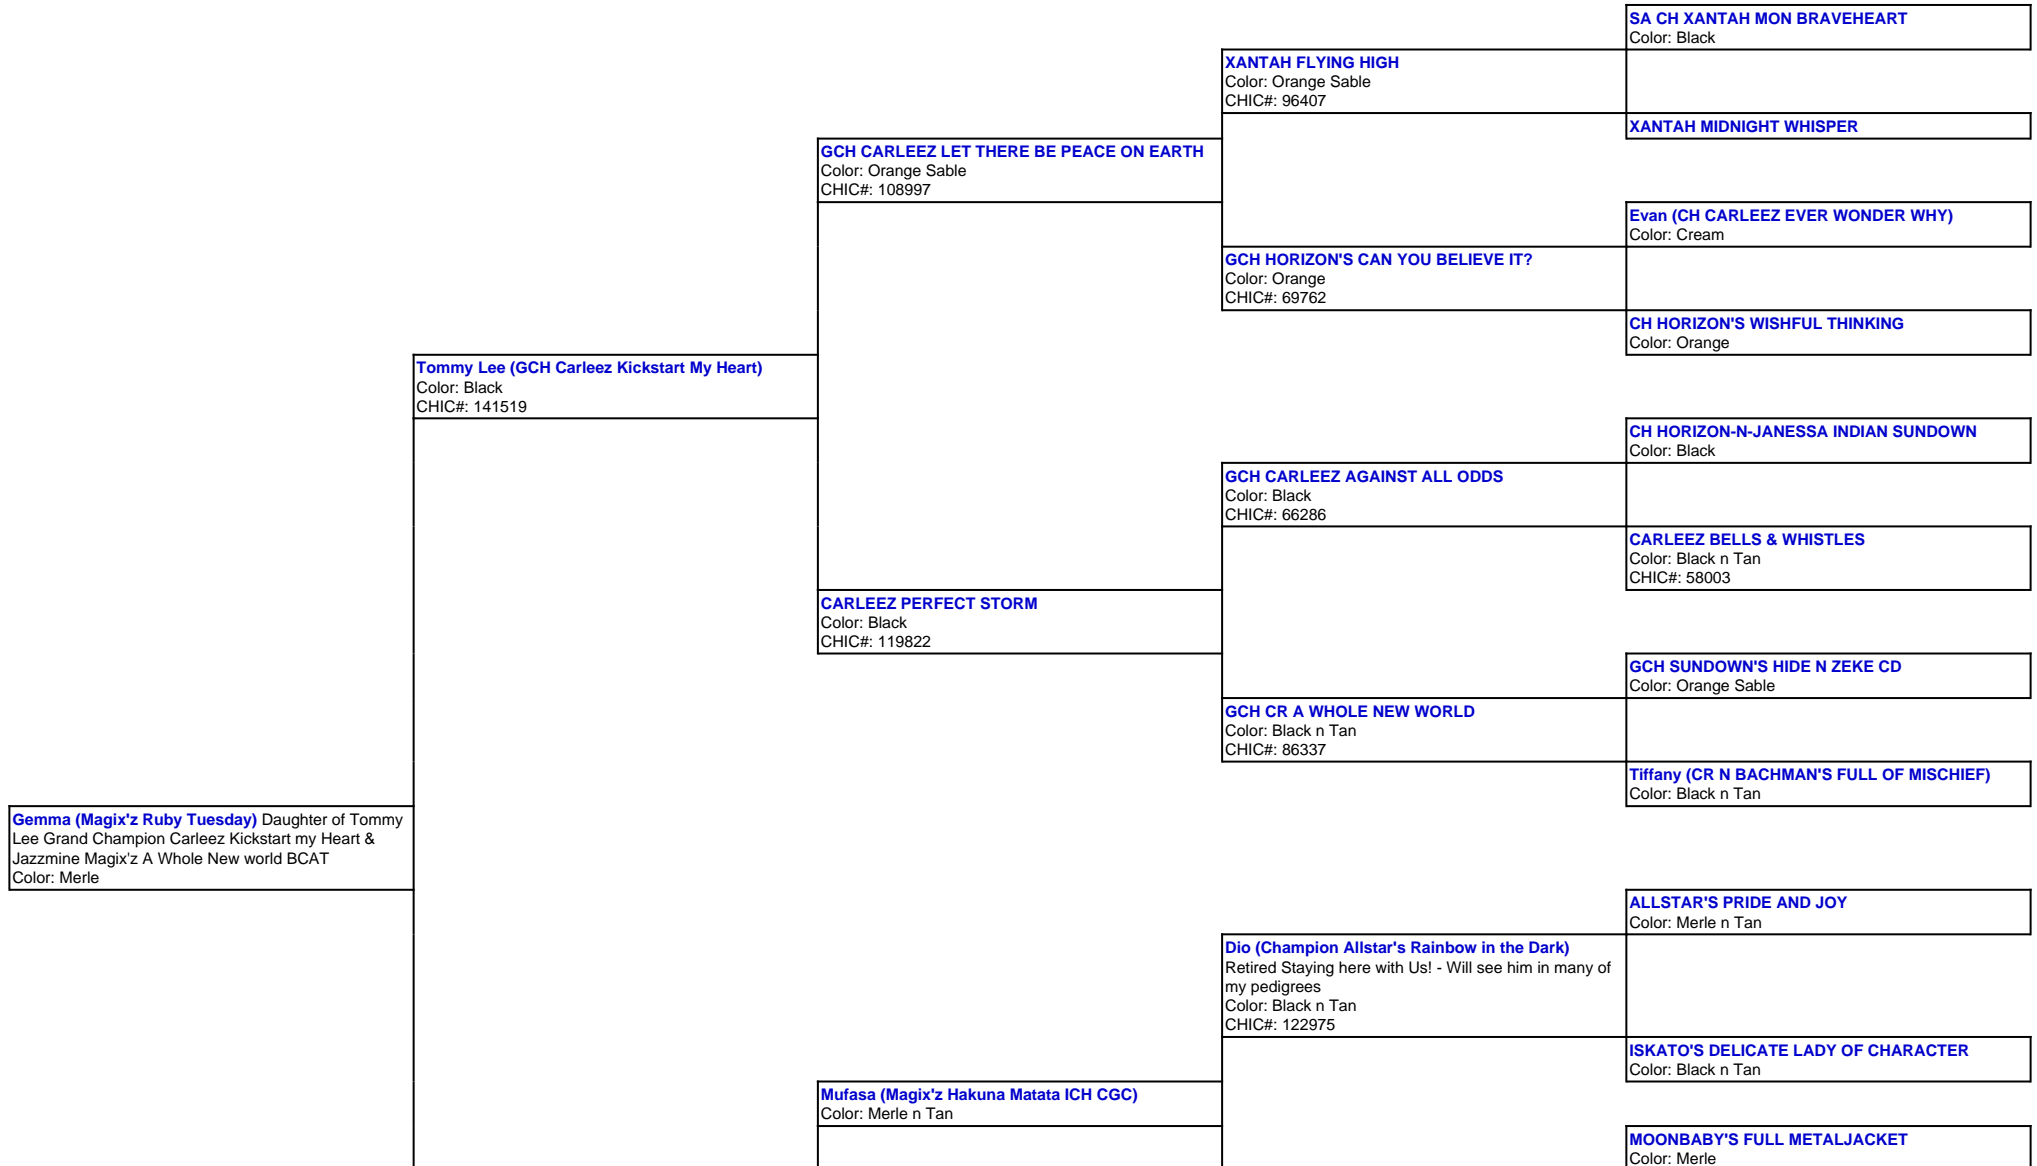 SA CH XANTAH MON BRAVEHEART
Color: Black
XANTAH FLYING HIGH
Color: Orange Sable
CHIC#: 96407
XANTAH MIDNIGHT WHISPER
GCH CARLEEZ LET THERE BE PEACE ON EARTH
Color: Orange Sable
CHIC#: 108997
Evan (CH CARLEEZ EVER WONDER WHY)
Color: Cream
GCH HORIZON'S CAN YOU BELIEVE IT?
Color: Orange
CHIC#: 69762
CH HORIZON'S WISHFUL THINKING
Color: Orange
Tommy Lee (GCH Carleez Kickstart My Heart)
Color: Black
CHIC#: 141519
CH HORIZON-N-JANESSA INDIAN SUNDOWN
Color: Black
GCH CARLEEZ AGAINST ALL ODDS
Color: Black
CHIC#: 66286
CARLEEZ BELLS & WHISTLES
Color: Black n Tan
CHIC#: 58003
CARLEEZ PERFECT STORM
Color: Black
CHIC#: 119822
GCH SUNDOWN'S HIDE N ZEKE CD
Color: Orange Sable
GCH CR A WHOLE NEW WORLD
Color: Black n Tan
CHIC#: 86337
Tiffany (CR N BACHMAN'S FULL OF MISCHIEF)
Color: Black n Tan
Gemma (Magix'z Ruby Tuesday) Daughter of Tommy
Lee Grand Champion Carleez Kickstart my Heart &
Jazzmine Magix'z A Whole New world BCAT
Color: Merle
ALLSTAR'S PRIDE AND JOY
Color: Merle n Tan
Dio (Champion Allstar's Rainbow in the Dark)
Retired Staying here with Us! - Will see him in many of
my pedigrees
Color: Black n Tan
CHIC#: 122975
ISKATO'S DELICATE LADY OF CHARACTER
Color: Black n Tan
Mufasa (Magix'z Hakuna Matata ICH CGC)
Color: Merle n Tan
MOONBABY'S FULL METALJACKET
Color: Merle